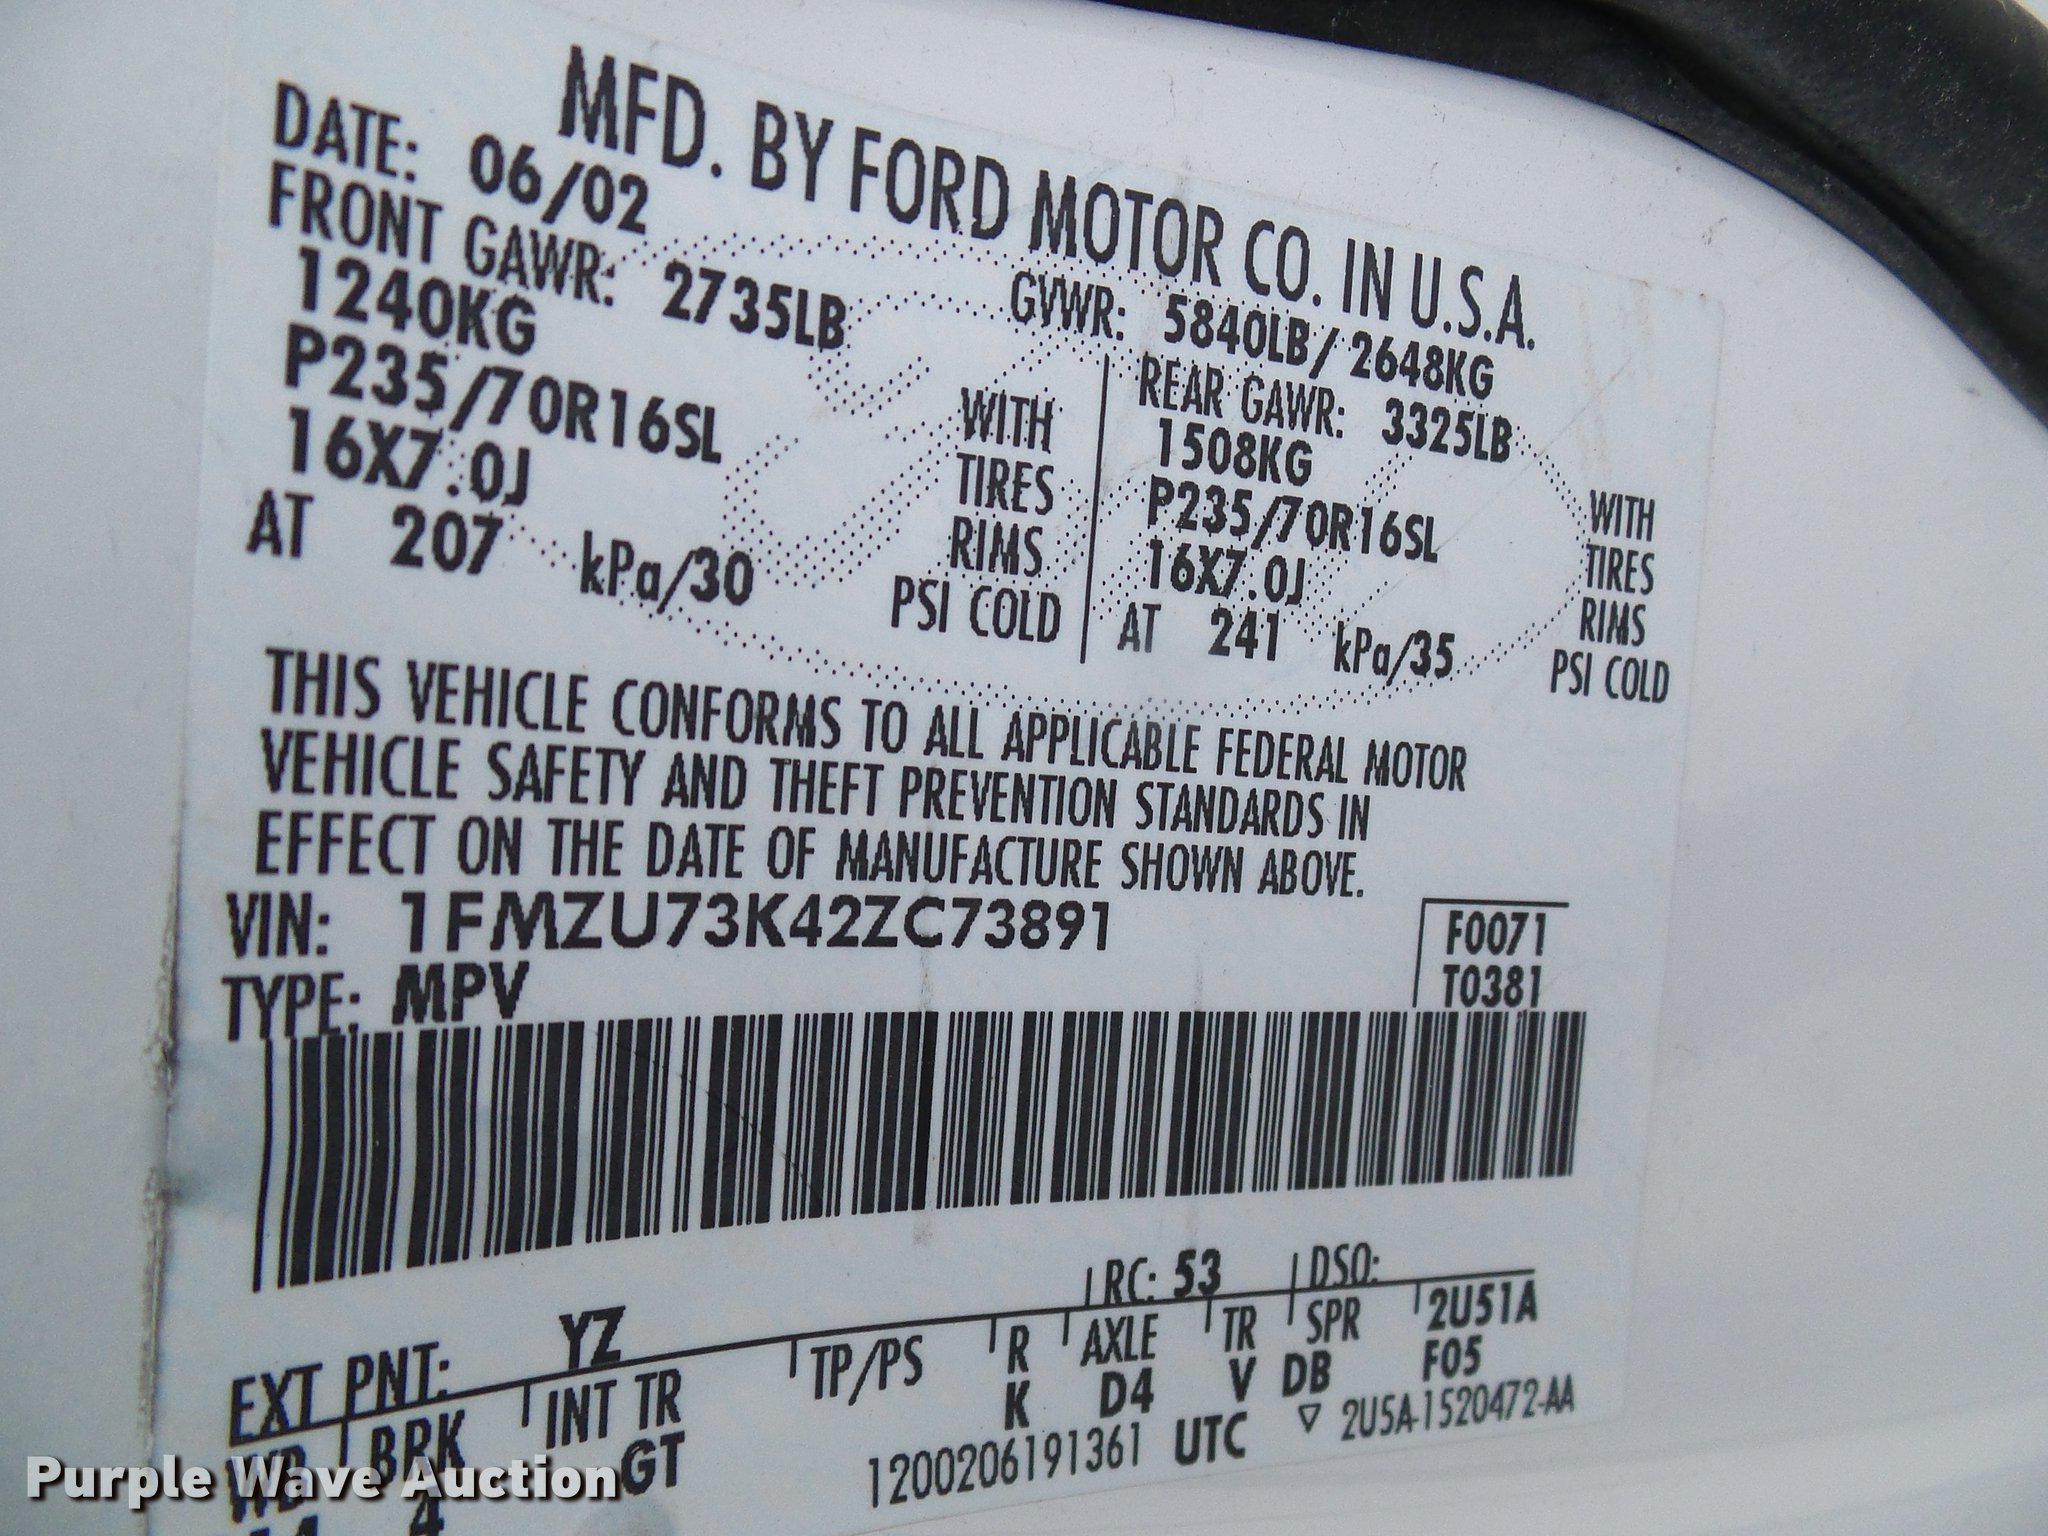 MFD. BY FORD MOTOR CO. IN U.S.A.
DATE: 06/02 GVWR: 5840LB/ 2648KG
FRONT GAWR: 2735LB REAR GAWR: 3325LB
1240KG 1508KG
P235/70R16SL WITH TIRES P235/70R16SL WITH TIRES
16X7.0J RIMS 16X7.0J RIMS
AT 207 kPa/30 PSI COLD AT 241 kPa/35 PSI COLD
THIS VEHICLE CONFORMS TO ALL APPLICABLE FEDERAL MOTOR
VEHICLE SAFETY AND THEFT PREVENTION STANDARDS IN
EFFECT ON THE DATE OF MANUFACTURE SHOWN ABOVE.
VIN: 1FMZU73K42ZC73891 F0071
TYPE: MPV T0381
EXT PNT: YZ RC: 53 DSO:
WB BRK INT TR TP/PS R AXLE TR SPR 2U51A
4 GT K D4 V DB F05
1200206191361 UTC ▽ 2U5A-1520472-AA
Purple Wave Auction